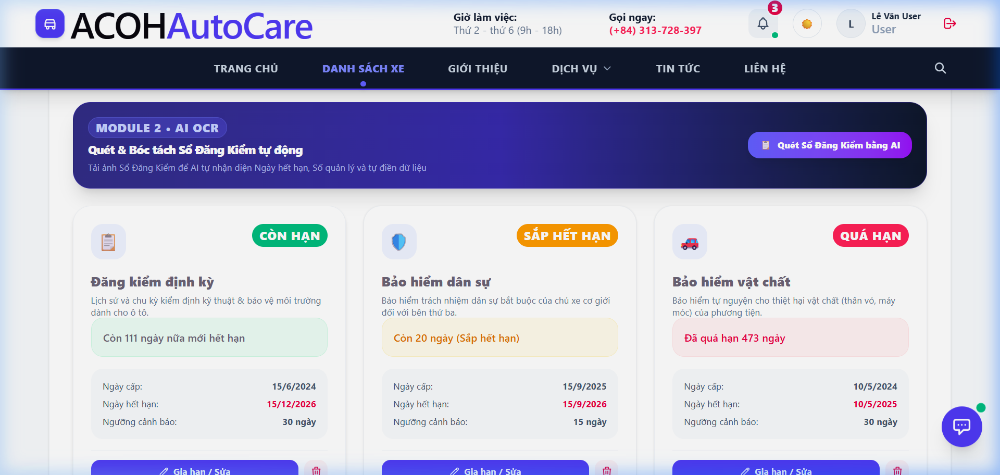 ACOHAutoCare
Giờ làm việc:
Thứ 2 - thứ 6 (9h - 18h)
Gọi ngay:
(+84) 313-728-397
3
L
Lê Văn User
User
TRANG CHỦ
DANH SÁCH XE
GIỚI THIỆU
DỊCH VỤ
TIN TỨC
LIÊN HỆ
MODULE 2 • AI OCR
Quét & Bóc tách Sổ Đăng Kiểm tự động
Tải ảnh Sổ Đăng Kiểm để AI tự nhận diện Ngày hết hạn, Số quản lý và tự điền dữ liệu
Quét Sổ Đăng Kiểm bằng AI
CÒN HẠN
Đăng kiểm định kỳ
Lịch sử và chu kỳ kiểm định kỹ thuật & bảo vệ môi trường
dành cho ô tô.
Còn 111 ngày nữa mới hết hạn
Ngày cấp: 15/6/2024
Ngày hết hạn: 15/12/2026
Ngưỡng cảnh báo: 30 ngày
Gia hạn / Sửa
SẮP HẾT HẠN
Bảo hiểm dân sự
Bảo hiểm trách nhiệm dân sự bắt buộc của chủ xe cơ giới
đối với bên thứ ba.
Còn 20 ngày (Sắp hết hạn)
Ngày cấp: 15/9/2025
Ngày hết hạn: 15/9/2026
Ngưỡng cảnh báo: 15 ngày
Gia hạn / Sửa
QUÁ HẠN
Bảo hiểm vật chất
Bảo hiểm tự nguyện cho thiệt hại vật chất (thân vỏ, máy
móc) của phương tiện.
Đã quá hạn 473 ngày
Ngày cấp: 10/5/2024
Ngày hết hạn: 10/5/2025
Ngưỡng cảnh báo: 30 ngày
Gia hạn / Sửa